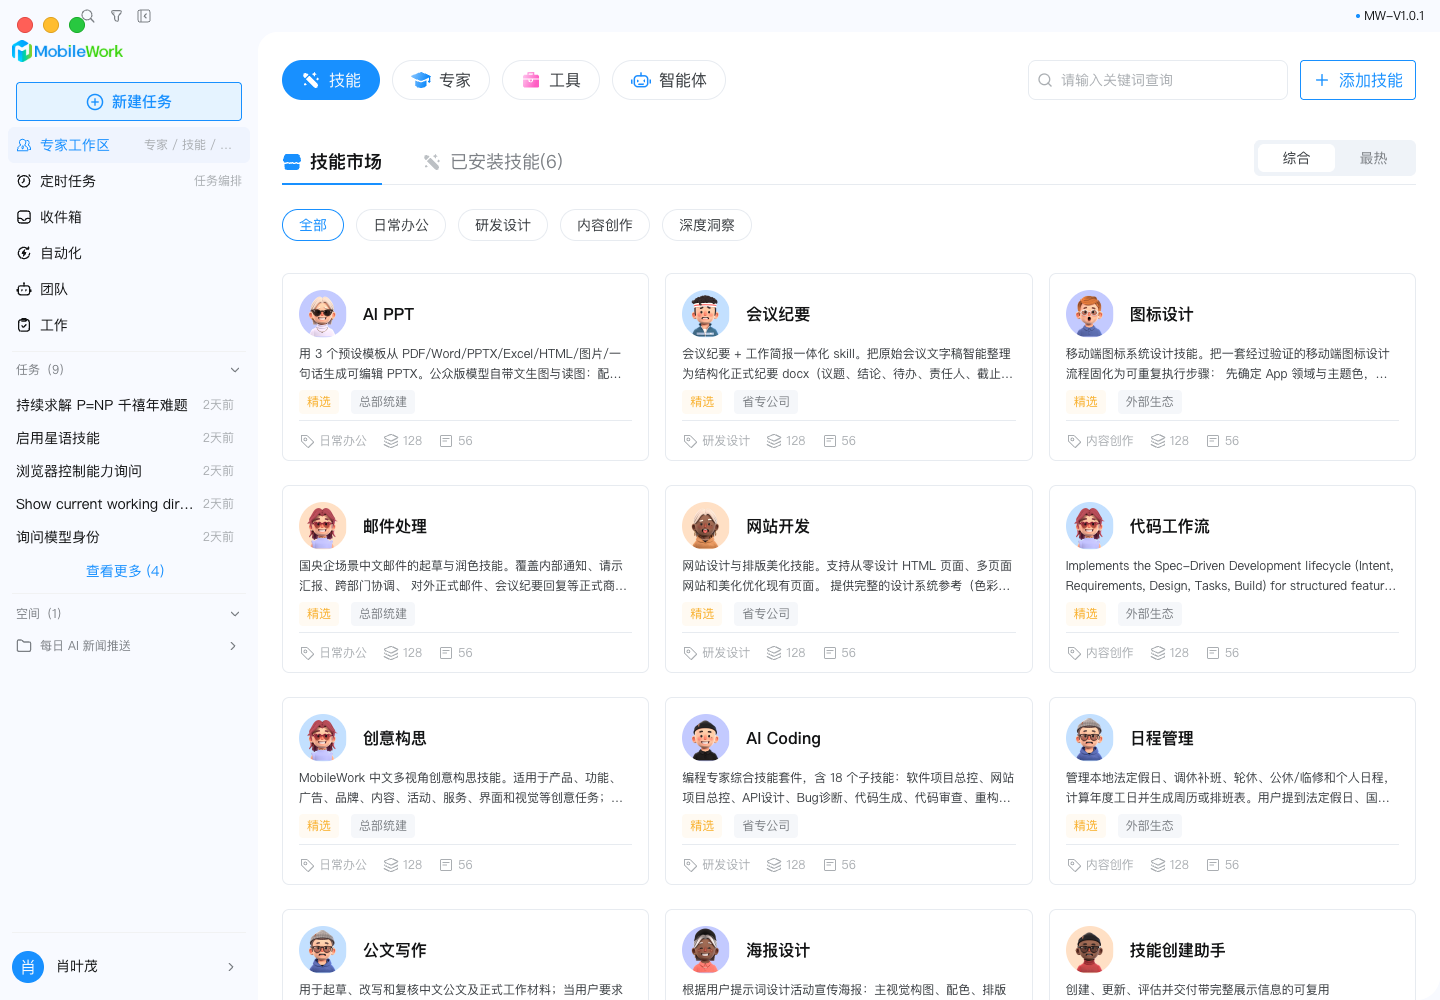 MW-V1.0.1
MobileWork
新建任务
专家工作区 专家 / 技能 / ...
定时任务 任务编排
收件箱
自动化
团队
工作
任务（9）
持续求解 P=NP 千禧年难题 2天前
启用星语技能 2天前
浏览器控制能力询问 2天前
Show current working dir... 2天前
询问模型身份 2天前
查看更多 (4)
空间（1）
每日 AI 新闻推送
肖 肖叶茂
技能 专家 工具 智能体 请输入关键词查询 添加技能
技能市场 已安装技能(6) 综合 最热
全部 日常办公 研发设计 内容创作 深度洞察
AI PPT
用 3 个预设模板从 PDF/Word/PPTX/Excel/HTML/图片/一
句话生成可编辑 PPTX。公众版模型自带文生图与读图：配...
精选 总部统建
日常办公 128 56
会议纪要
会议纪要 + 工作简报一体化 skill。把原始会议文字稿智能整理
为结构化正式纪要 docx（议题、结论、待办、责任人、截止...
精选 省专公司
研发设计 128 56
图标设计
移动端图标系统设计技能。把一套经过验证的移动端图标设计
流程固化为可重复执行步骤： 先确定 App 领域与主题色，...
精选 外部生态
内容创作 128 56
邮件处理
国央企场景中文邮件的起草与润色技能。覆盖内部通知、请示
汇报、跨部门协调、 对外正式邮件、会议纪要回复等正式商...
精选 总部统建
日常办公 128 56
网站开发
网站设计与排版美化技能。支持从零设计 HTML 页面、多页面
网站和美化优化现有页面。 提供完整的设计系统参考（色彩...
精选 省专公司
研发设计 128 56
代码工作流
Implements the Spec-Driven Development lifecycle (Intent,
Requirements, Design, Tasks, Build) for structured featur...
精选 外部生态
内容创作 128 56
创意构思
MobileWork 中文多视角创意构思技能。适用于产品、功能、
广告、品牌、内容、活动、服务、界面和视觉等创意任务；...
精选 总部统建
日常办公 128 56
AI Coding
编程专家综合技能套件，含 18 个子技能：软件项目总控、网站
项目总控、API设计、Bug诊断、代码生成、代码审查、重构...
精选 省专公司
研发设计 128 56
日程管理
管理本地法定假日、调休补班、轮休、公休/临修和个人日程，
计算年度工日并生成周历或排班表。用户提到法定假日、国...
精选 外部生态
内容创作 128 56
公文写作
用于起草、改写和复核中文公文及正式工作材料；当用户要求
海报设计
根据用户提示词设计活动宣传海报：主视觉构图、配色、排版
技能创建助手
创建、更新、评估并交付带完整展示信息的可复用